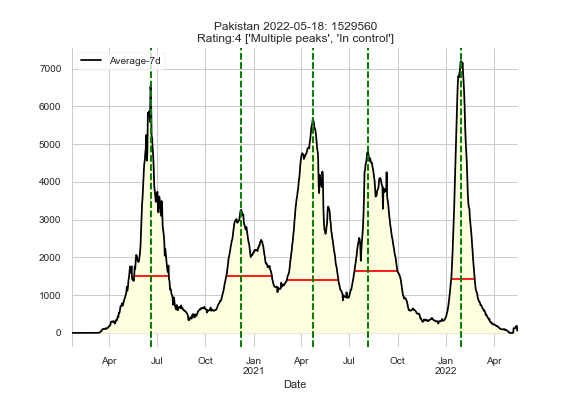 Pakistan 2022-05-18: 1529560
Rating:4 ['Multiple peaks', 'In control']
Average-7d
7000
6000
5000
4000
3000
2000
1000
0
Apr Jul Oct Jan Apr Jul Oct Jan Apr
2021 2022
Date